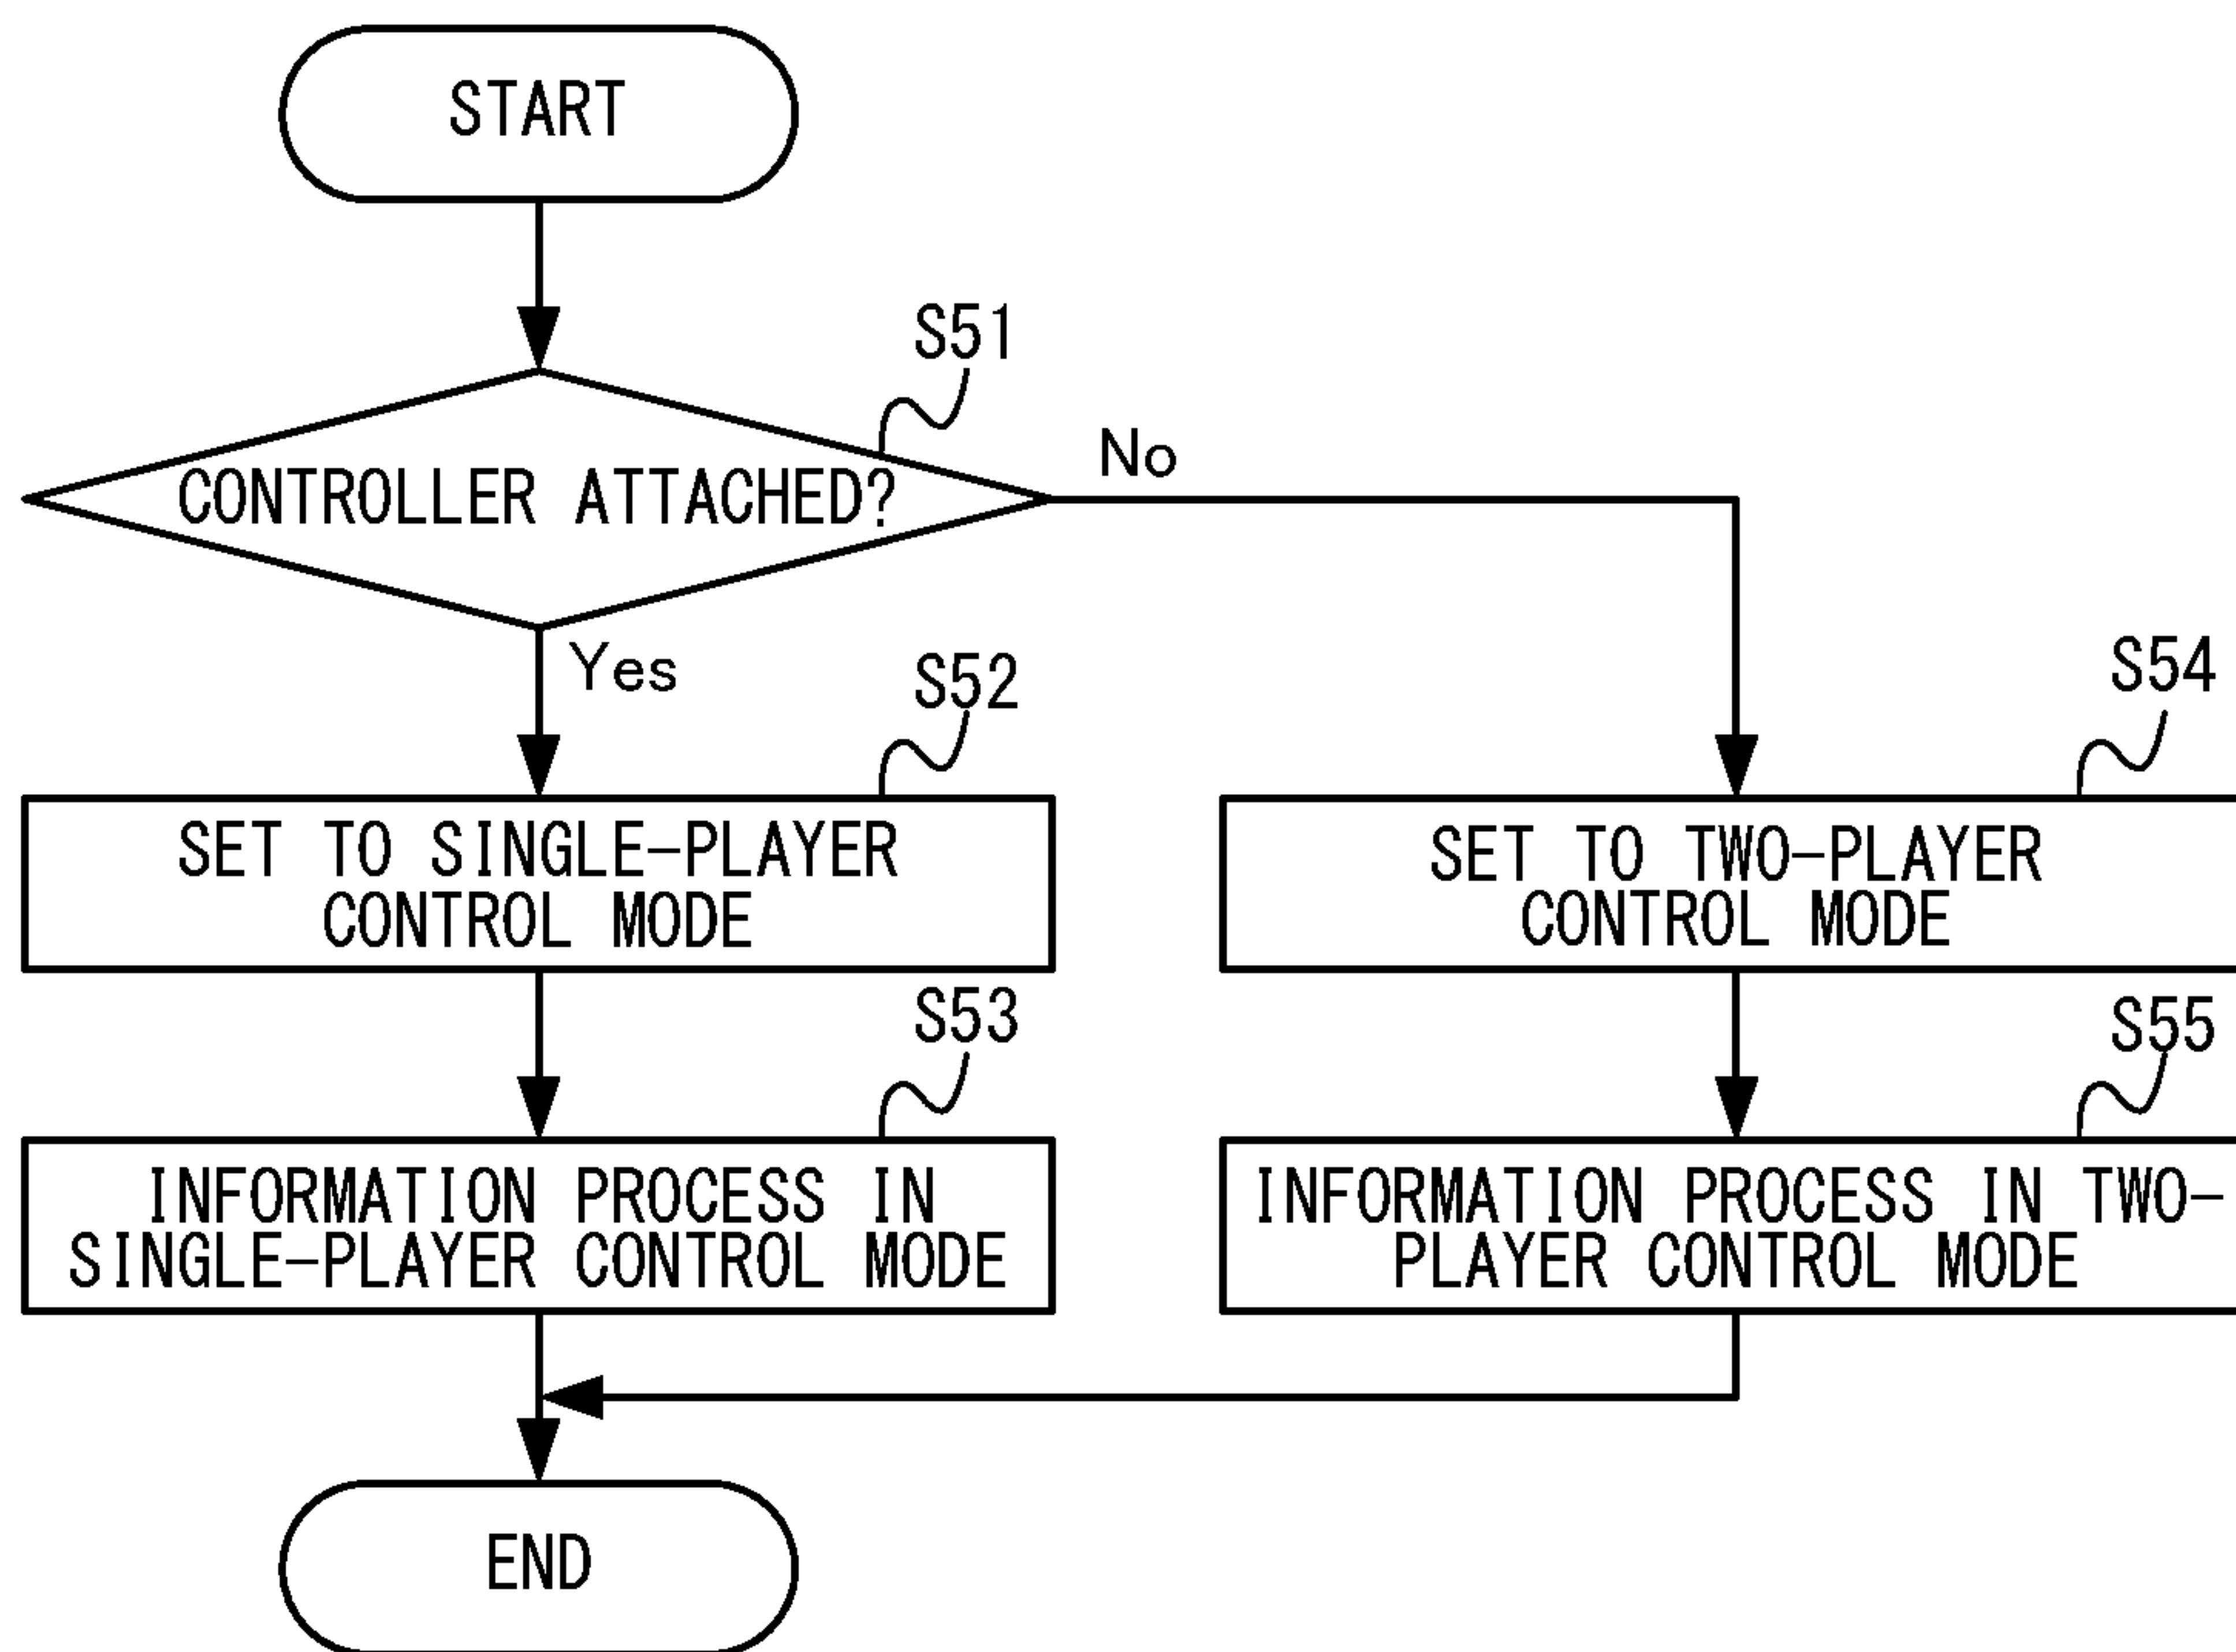 START
S51
CONTROLLER ATTACHED?
No
Yes
S52
SET TO SINGLE-PLAYER
CONTROL MODE
S54
SET TO TWO-PLAYER
CONTROL MODE
S53
INFORMATION PROCESS IN
SINGLE-PLAYER CONTROL MODE
S55
INFORMATION PROCESS IN TWO-
PLAYER CONTROL MODE
END